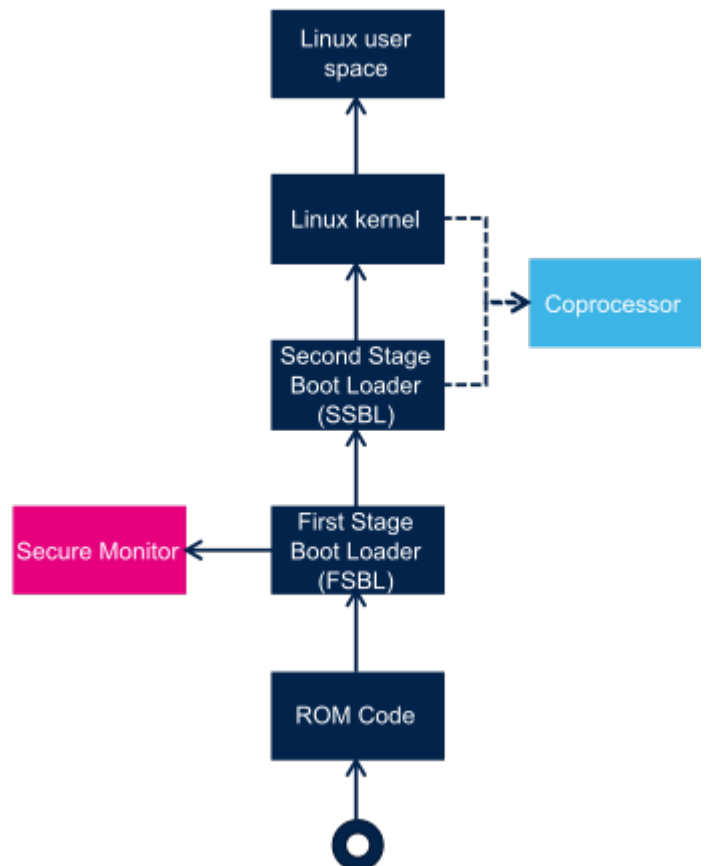 Linux user
space
Linux kernel
Coprocessor
Second Stage
Boot Loader
(SSBL)
Secure Monitor
First Stage
Boot Loader
(FSBL)
ROM Code